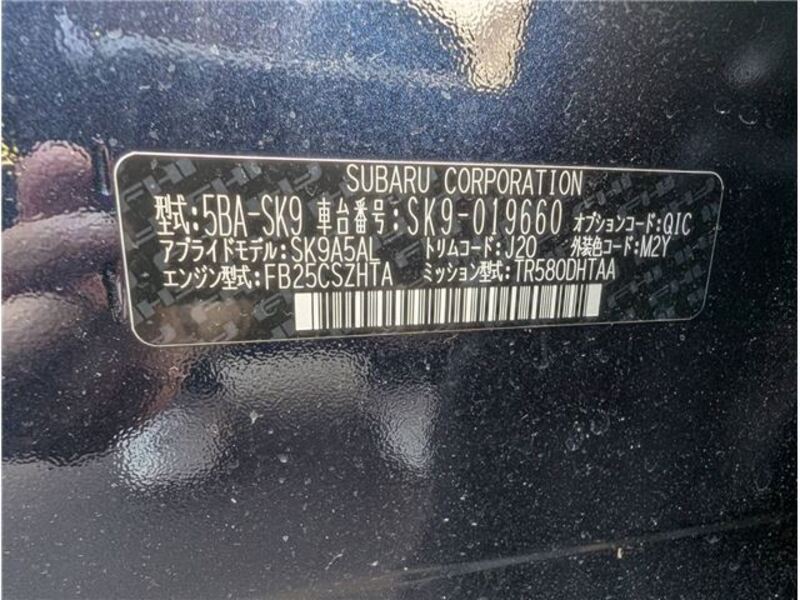 SUBARU CORPORATION
型式:5BA-SK9 車台番号:SK9-019660 オプションコード:QIC
アプライドモデル:SK9A5AL トリムコード:J20 外装色コード:M2Y
エンジン型式:FB25CSZHTA ミッション型式:TR580DHTAA